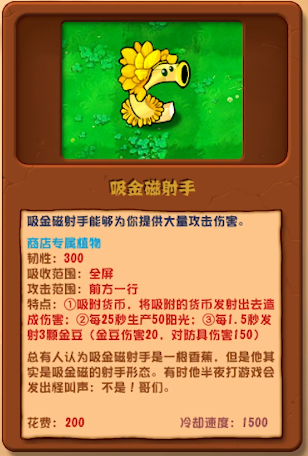 吸金磁射手
吸金磁射手能够为你提供大量攻击伤害。
商店专属植物
韧性：300
吸收范围：全屏
攻击范围：前方一行
特点：①吸附货币，将吸附的货币发射出去造
成伤害；②每25秒生产50阳光；③每1.5秒发
射3颗金豆（金豆伤害20，对防具伤害150）
总有人认为吸金磁射手是一根香蕉，但是他其
实是吸金磁的射手形态。有时他半夜打游戏会
发出怪叫声：不是！哥们。
花费：200 冷却速度：1500